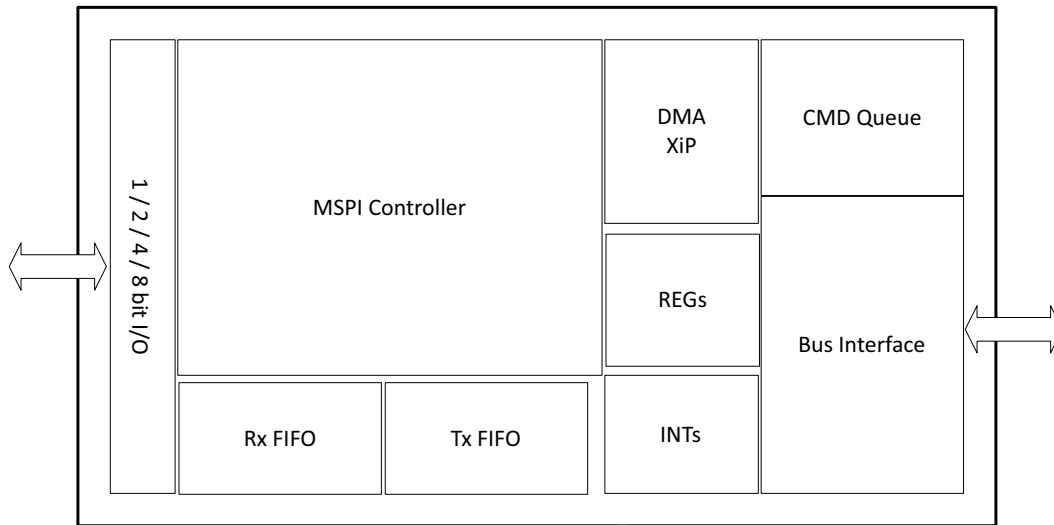 1 / 2 / 4 / 8 bit I/O
MSPI Controller
DMA
XiP
CMD Queue
REGs
Bus Interface
Rx FIFO
Tx FIFO
INTs